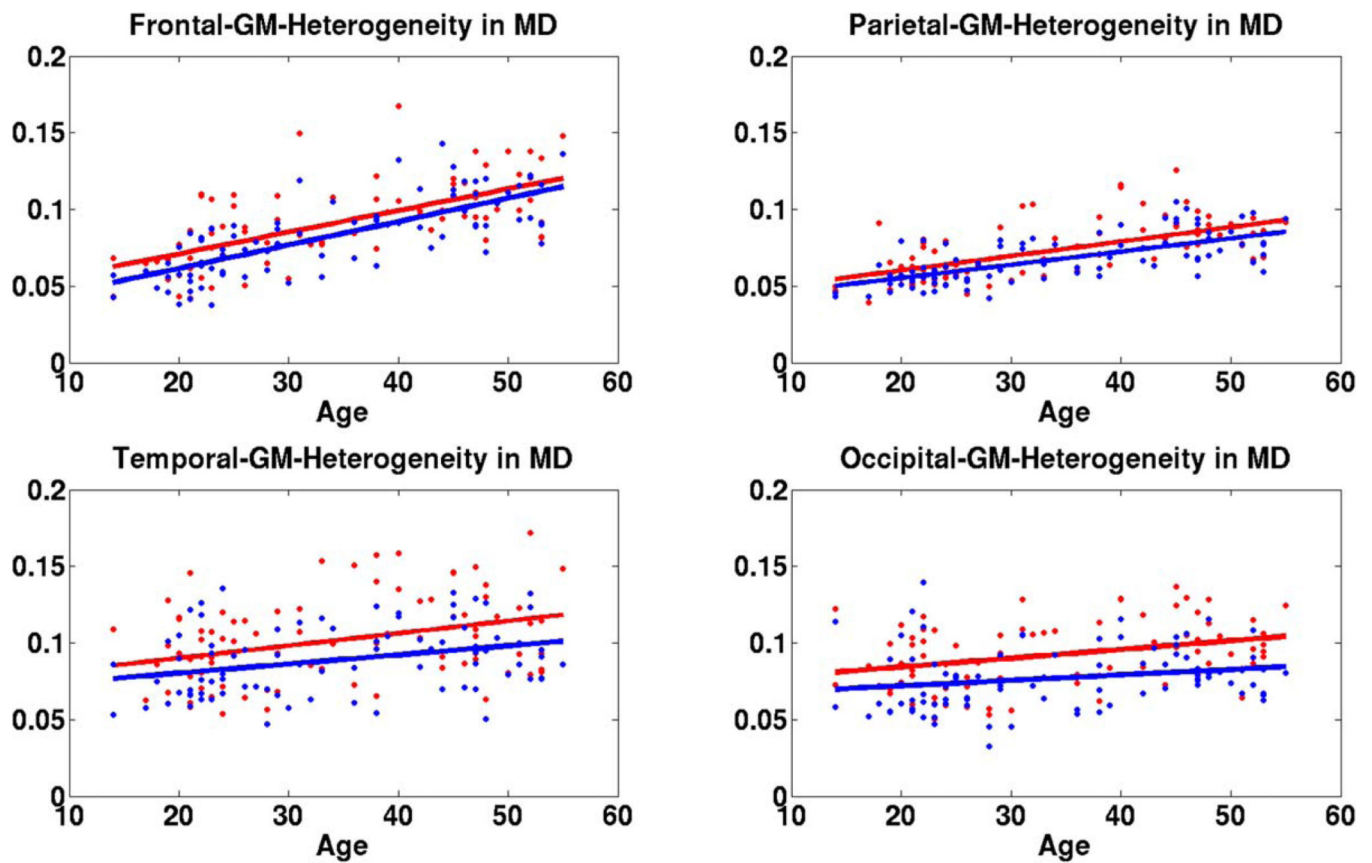 Frontal-GM-Heterogeneity in MD
0.2
0.15
0.1
0.05
0
10 20 30 40 50 60
Age
Parietal-GM-Heterogeneity in MD
0.2
0.15
0.1
0.05
0
10 20 30 40 50 60
Age
Temporal-GM-Heterogeneity in MD
0.2
0.15
0.1
0.05
0
10 20 30 40 50 60
Age
Occipital-GM-Heterogeneity in MD
0.2
0.15
0.1
0.05
0
10 20 30 40 50 60
Age